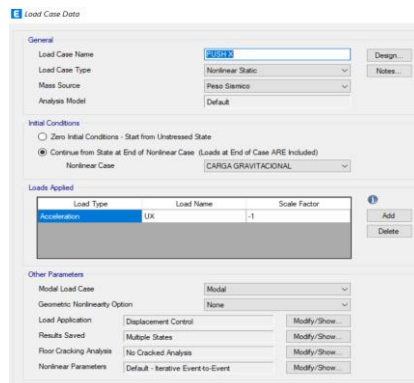 E Load Case Data
General
Load Case Name PUSH X Design...
Load Case Type Nonlinear Static Notes...
Mass Source Peso Sismico
Analysis Model Default
Initial Conditions
Zero Initial Conditions - Start from Unstressed State
Continue from State at End of Nonlinear Case (Loads at End of Case ARE Included)
Nonlinear Case CARGA GRAVITACIONAL
Loads Applied
Load Type Load Name Scale Factor
Acceleration UX -1 Add
Delete
Other Parameters
Modal Load Case Modal
Geometric Nonlinearity Option None
Load Application Displacement Control Modify/Show...
Results Saved Multiple States Modify/Show...
Floor Cracking Analysis No Cracked Analysis Modify/Show...
Nonlinear Parameters Default - Iterative Event-to-Event Modify/Show...